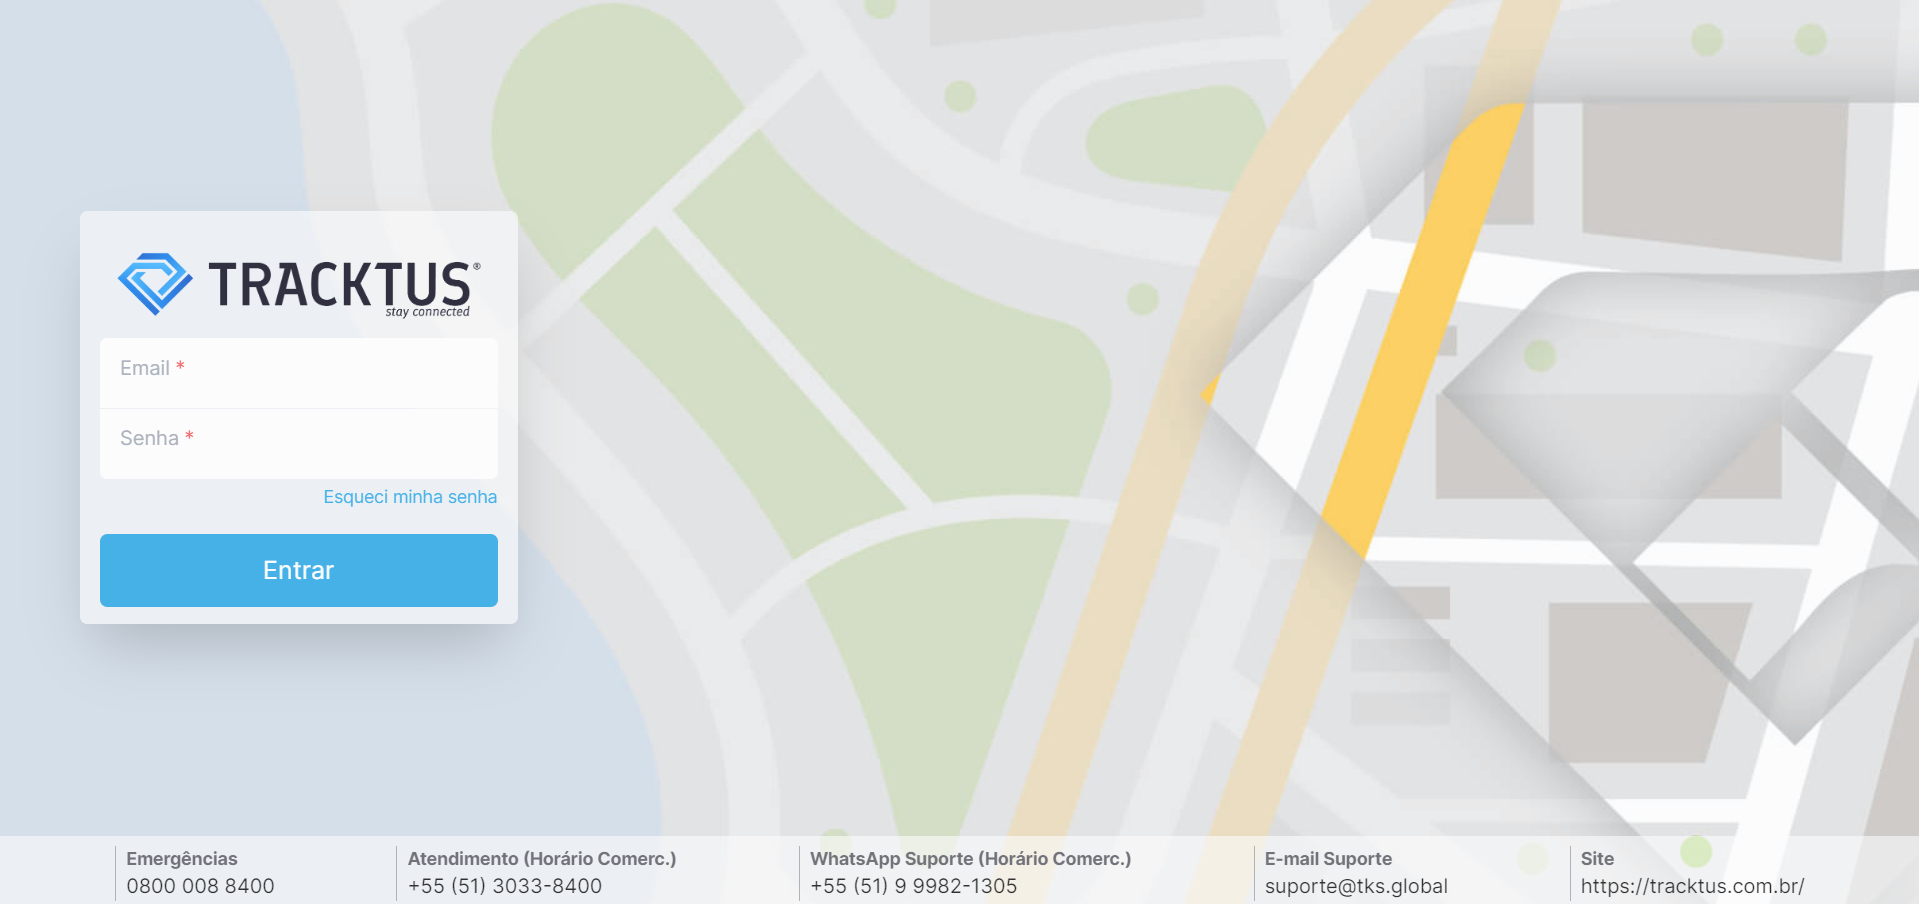 TRACKTUS®
stay connected
Email *
Senha *
Esqueci minha senha
Entrar
Emergências
0800 008 8400
Atendimento (Horário Comerc.)
+55 (51) 3033-8400
WhatsApp Suporte (Horário Comerc.)
+55 (51) 9 9982-1305
E-mail Suporte
suporte@tks.global
Site
https://tracktus.com.br/